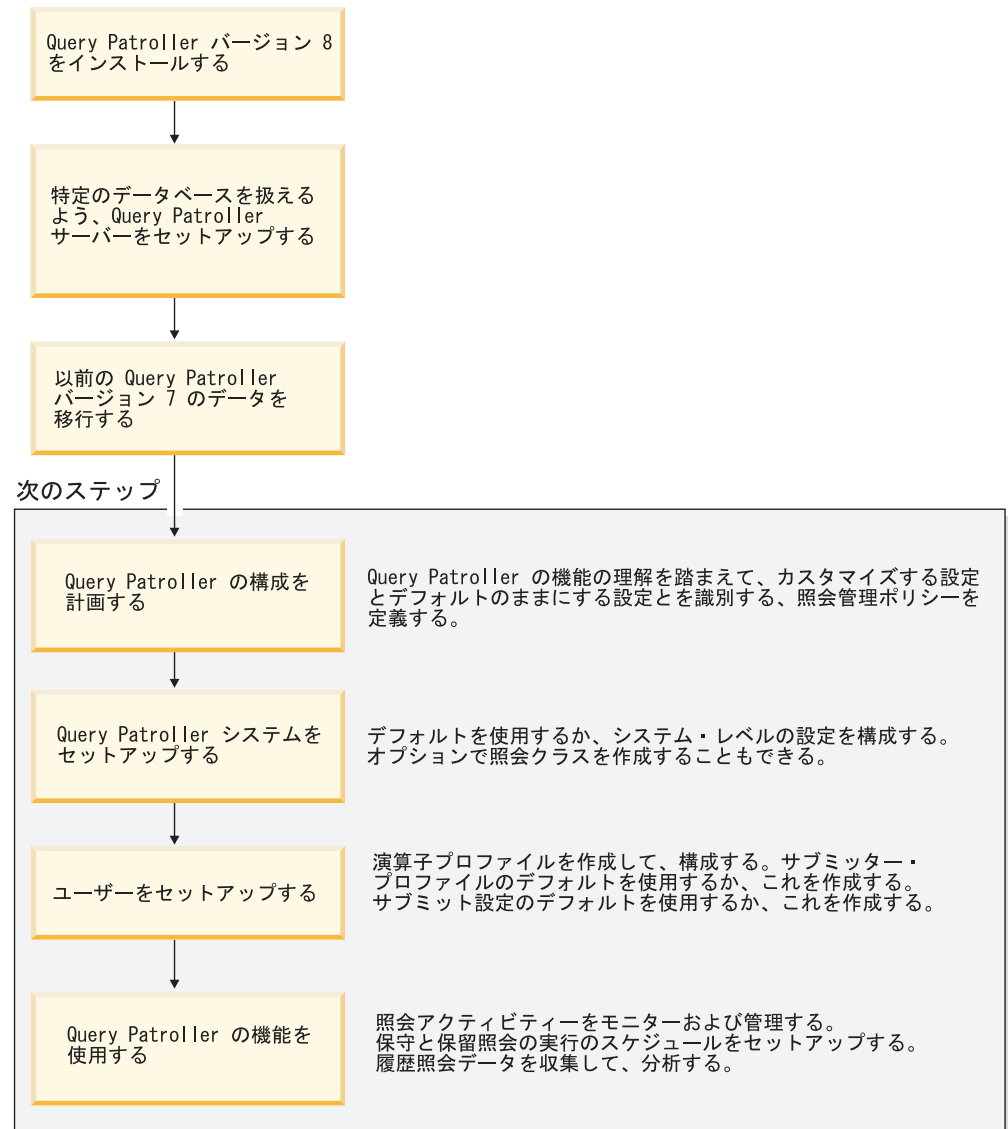 Query Patroller バージョン 8
をインストールする
特定のデータベースを扱える
よう、Query Patroller
サーバーをセットアップする
以前の Query Patroller
バージョン 7 のデータを
移行する
次のステップ
Query Patroller の構成を
計画する
Query Patroller の機能の理解を踏まえて、カスタマイズする設定
とデフォルトのままにする設定とを識別する、照会管理ポリシーを
定義する。
Query Patroller システムを
セットアップする
デフォルトを使用するか、システム・レベルの設定を構成する。
オプションで照会クラスを作成することもできる。
ユーザーをセットアップする
演算子プロファイルを作成して、構成する。サブミッター・
プロファイルのデフォルトを使用するか、これを作成する。
サブミット設定のデフォルトを使用するか、これを作成する。
Query Patroller の機能を
使用する
照会アクティビティーをモニターおよび管理する。
保守と保留照会の実行のスケジュールをセットアップする。
履歴照会データを収集して、分析する。